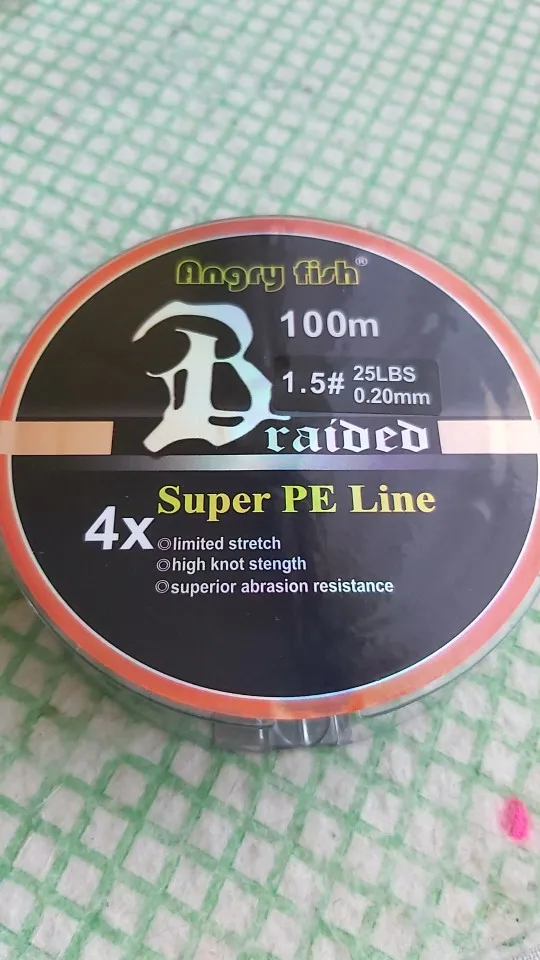 Angry fish®
100m
1.5# 25LBS
0.20mm
Braided
Super PE Line
4x
◎limited stretch
◎high knot stength
◎superior abrasion resistance